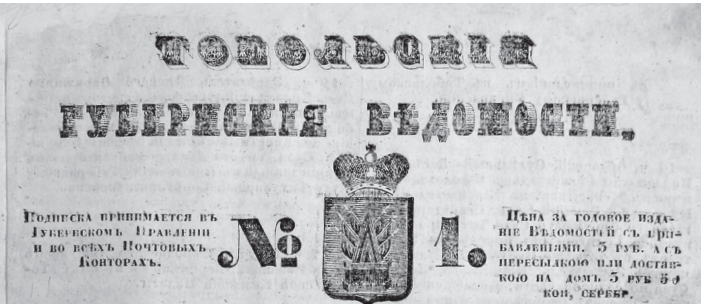 ТОБОЛЬСКІЯ
ГУБЕРНСКІЯ ВѢДОМОСТИ,
Подписка принимается въ
Губернскомъ Правленіи
и во всѣхъ Почтовыхъ
Конторахъ.
№ 1.
Цѣна за годовое изда-
ніе Вѣдомостей съ при-
бавленіями. 3 руб. а съ
пересылкою или достав-
кою на домъ 3 руб 50
коп, серебр.